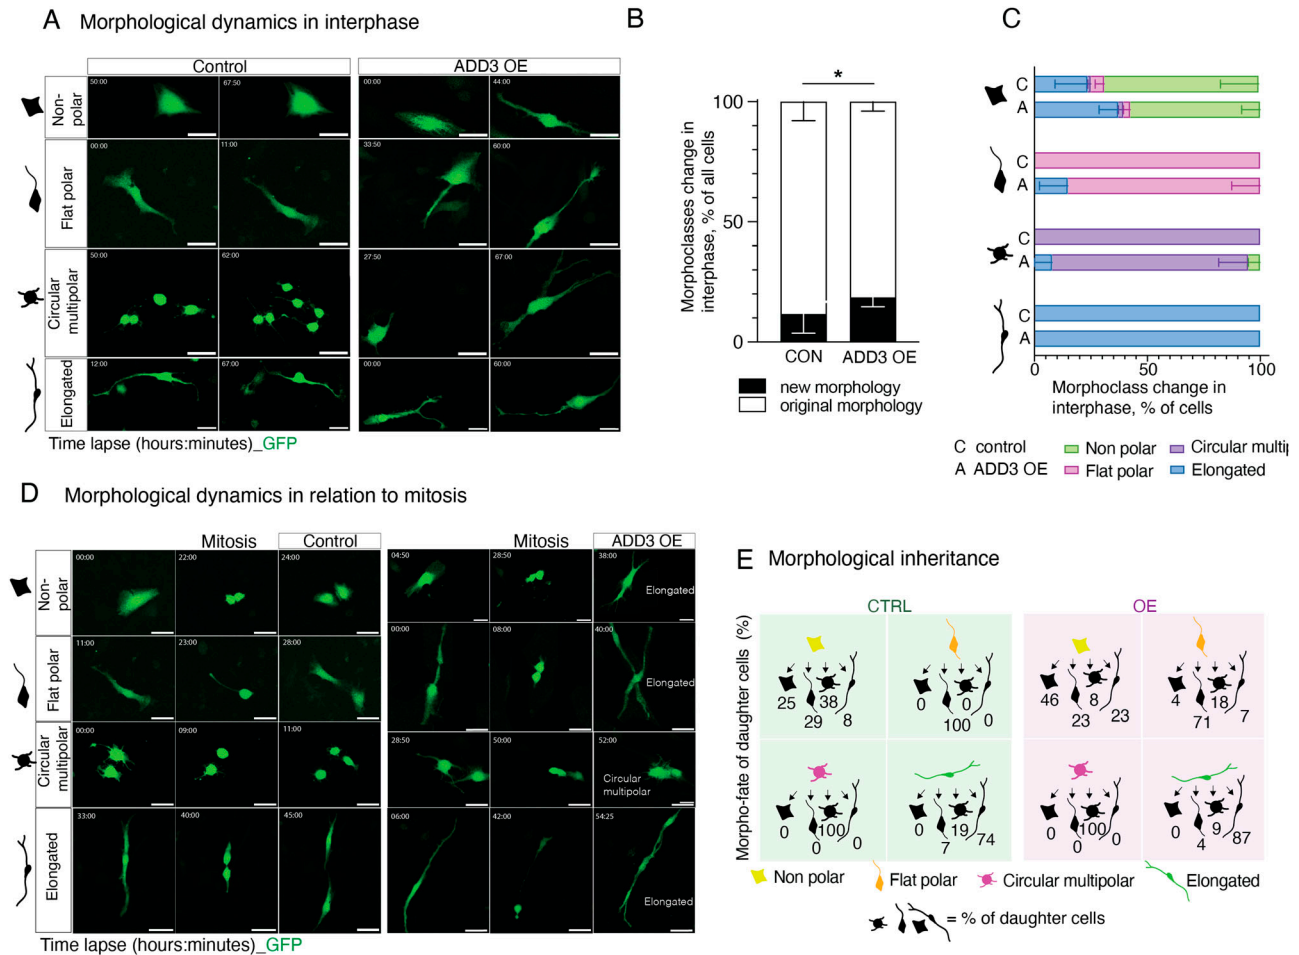 A Morphological dynamics in interphase
Control
ADD3 OE
Non-polar
50:00
67:50
00:00
44:00
Flat polar
00:00
11:00
33:50
60:00
Circular multipolar
50:00
62:00
27:50
67:00
Elongated
12:00
67:00
00:00
60:00
Time lapse (hours:minutes)_GFP
B
*
Morphoclasses change in
interphase, % of all cells
100
50
0
CON
ADD3 OE
new morphology
original morphology
C
C
A
C
A
C
A
C
A
0 50 100
Morphoclass change in
interphase, % of cells
C control
A ADD3 OE
Non polar
Flat polar
Circular multip
Elongated
D Morphological dynamics in relation to mitosis
Mitosis
Control
Mitosis
ADD3 OE
Non-polar
00:00
22:00
24:00
04:50
28:50
38:00
Elongated
Flat polar
11:00
23:00
28:00
00:00
08:00
40:00
Elongated
Circular multipolar
00:00
09:00
11:00
28:50
50:00
52:00
Circular
multipolar
Elongated
33:00
40:00
45:00
06:00
42:00
54:25
Elongated
Time lapse (hours:minutes)_GFP
E Morphological inheritance
Morpho-fate of daughter cells (%)
CTRL
OE
25 29 38 8
0 100 0 0
46 23 8 23
4 71 18 7
0 0 100 0
0 7 19 74
0 0 100 0
0 4 9 87
Non polar
Flat polar
Circular multipolar
Elongated
= % of daughter cells